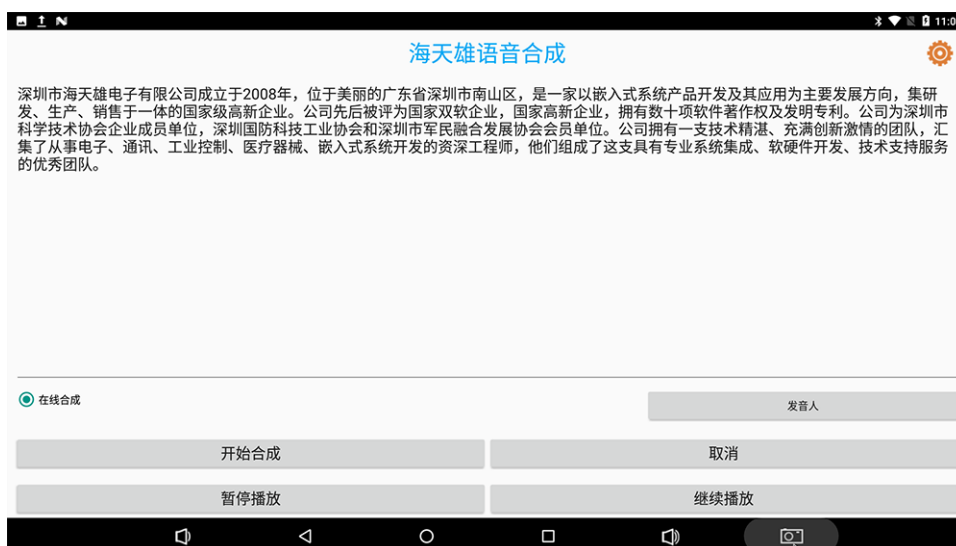 11:0
海天雄语音合成
深圳市海天雄电子有限公司成立于2008年，位于美丽的广东省深圳市南山区，是一家以嵌入式系统产品开发及其应用为主要发展方向，集研
发、生产、销售于一体的国家级高新企业。公司先后被评为国家双软企业，国家高新企业，拥有数十项软件著作权及发明专利。公司为深圳市
科学技术协会企业成员单位，深圳国防科技工业协会和深圳市军民融合发展协会会员单位。公司拥有一支技术精湛、充满创新激情的团队，汇
集了从事电子、通讯、工业控制、医疗器械、嵌入式系统开发的资深工程师，他们组成了这支具有专业系统集成、软硬件开发、技术支持服务
的优秀团队。
在线合成
发音人
开始合成
取消
暂停播放
继续播放